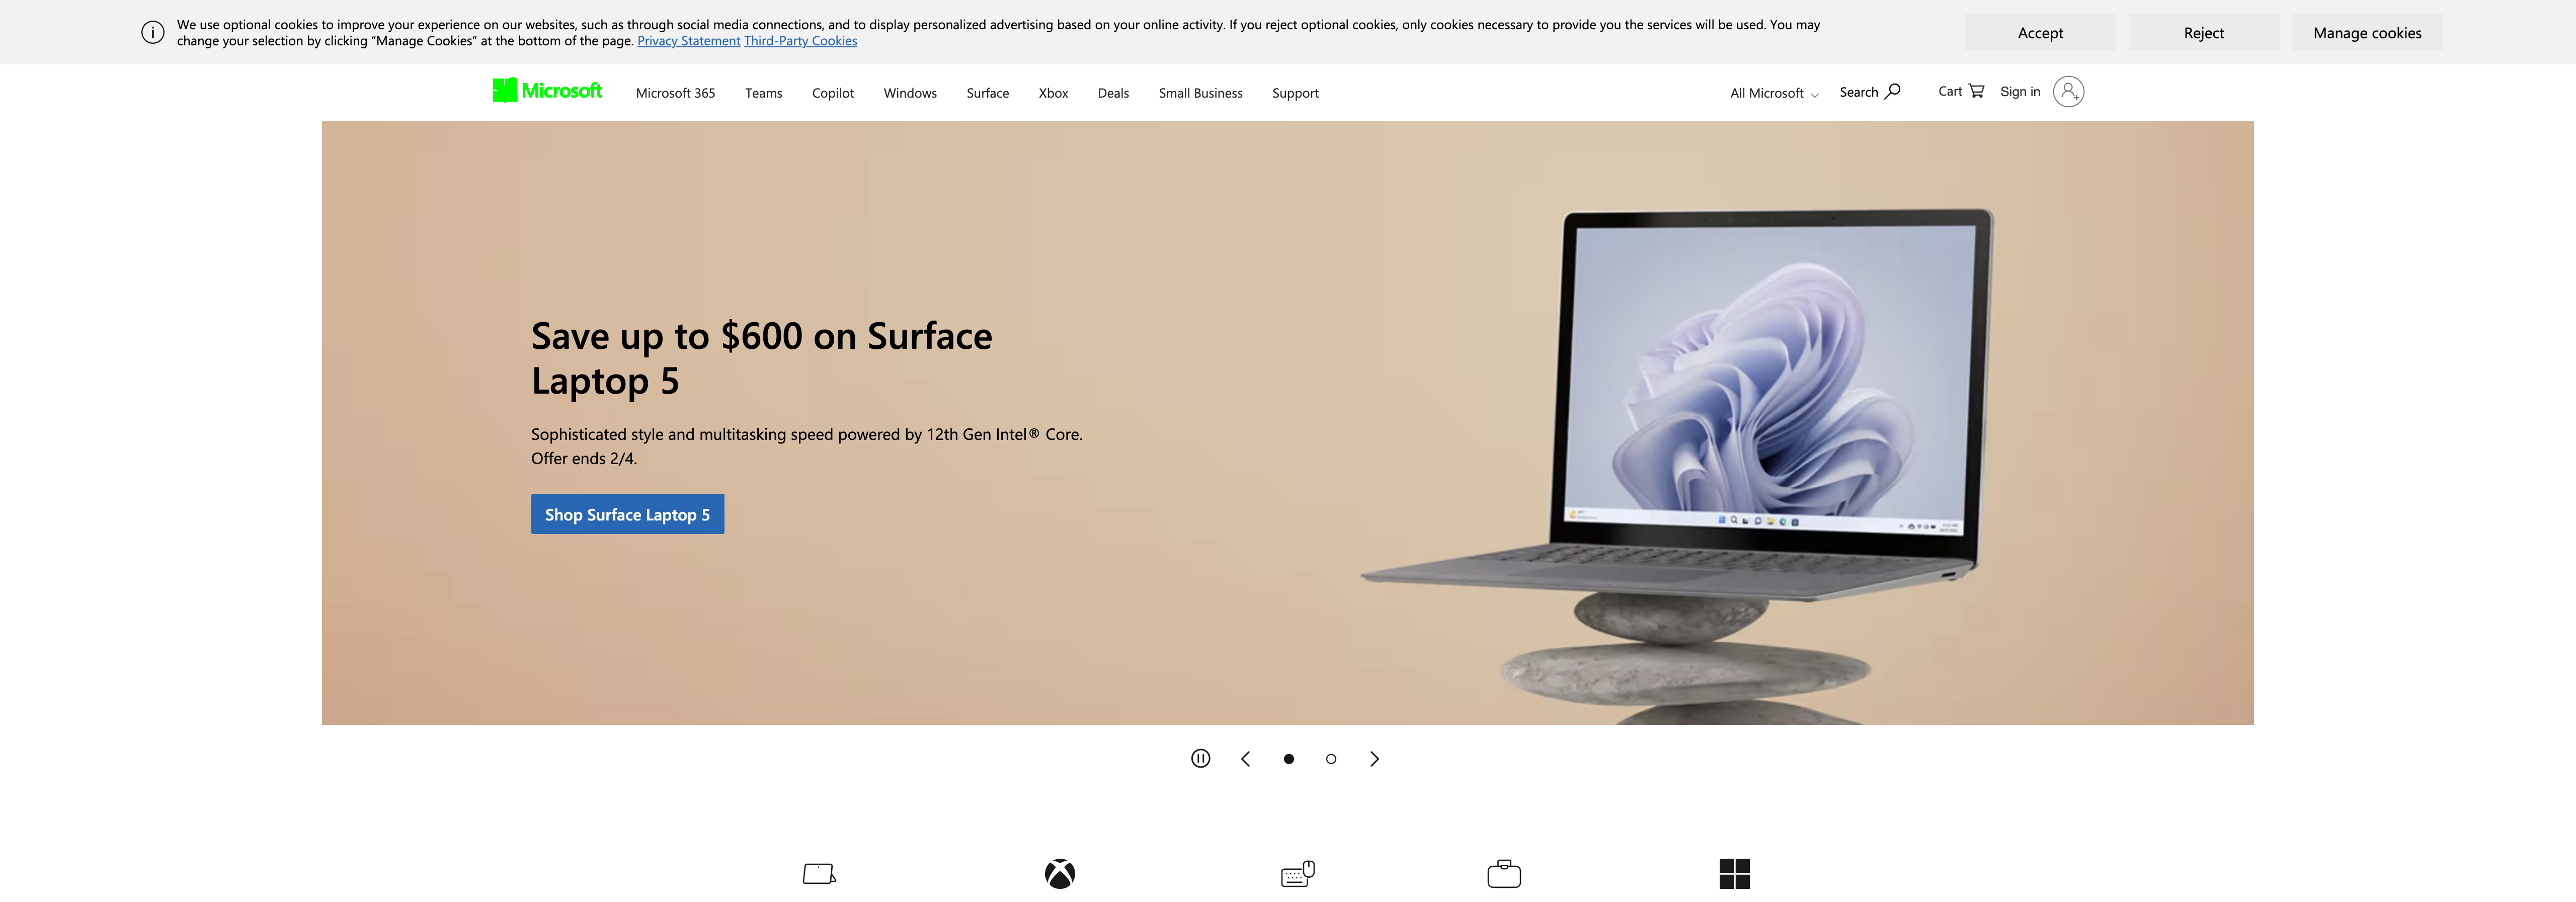 We use optional cookies to improve your experience on our websites, such as through social media connections, and to display personalized advertising based on your online activity. If you reject optional cookies, only cookies necessary to provide you the services will be used. You may
change your selection by clicking “Manage Cookies” at the bottom of the page. Privacy Statement Third-Party Cookies
Accept
Reject
Manage cookies
Microsoft
Microsoft 365
Teams
Copilot
Windows
Surface
Xbox
Deals
Small Business
Support
All Microsoft
Search
Cart
Sign in
Save up to $600 on Surface
Laptop 5
Sophisticated style and multitasking speed powered by 12th Gen Intel® Core.
Offer ends 2/4.
Shop Surface Laptop 5